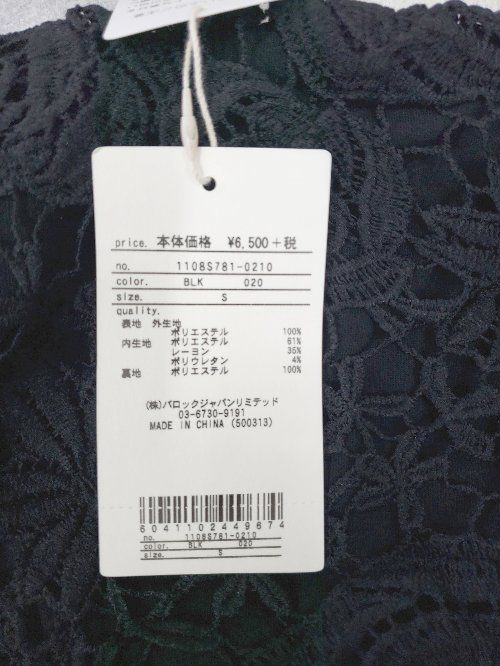 price. 本体価格 ¥6,500+税
no. 1108S781-0210
color. BLK 020
size. S
quality.
表地 外生地
ポリエステル 100%
内生地 ポリエステル 61%
レーヨン 35%
ポリウレタン 4%
裏地 ポリエステル 100%
(株)バロックジャパンリミテッド
03-6730-9191
MADE IN CHINA (500313)
6041102449674
no. 1108S781-0210
color. BLK 020
size. S